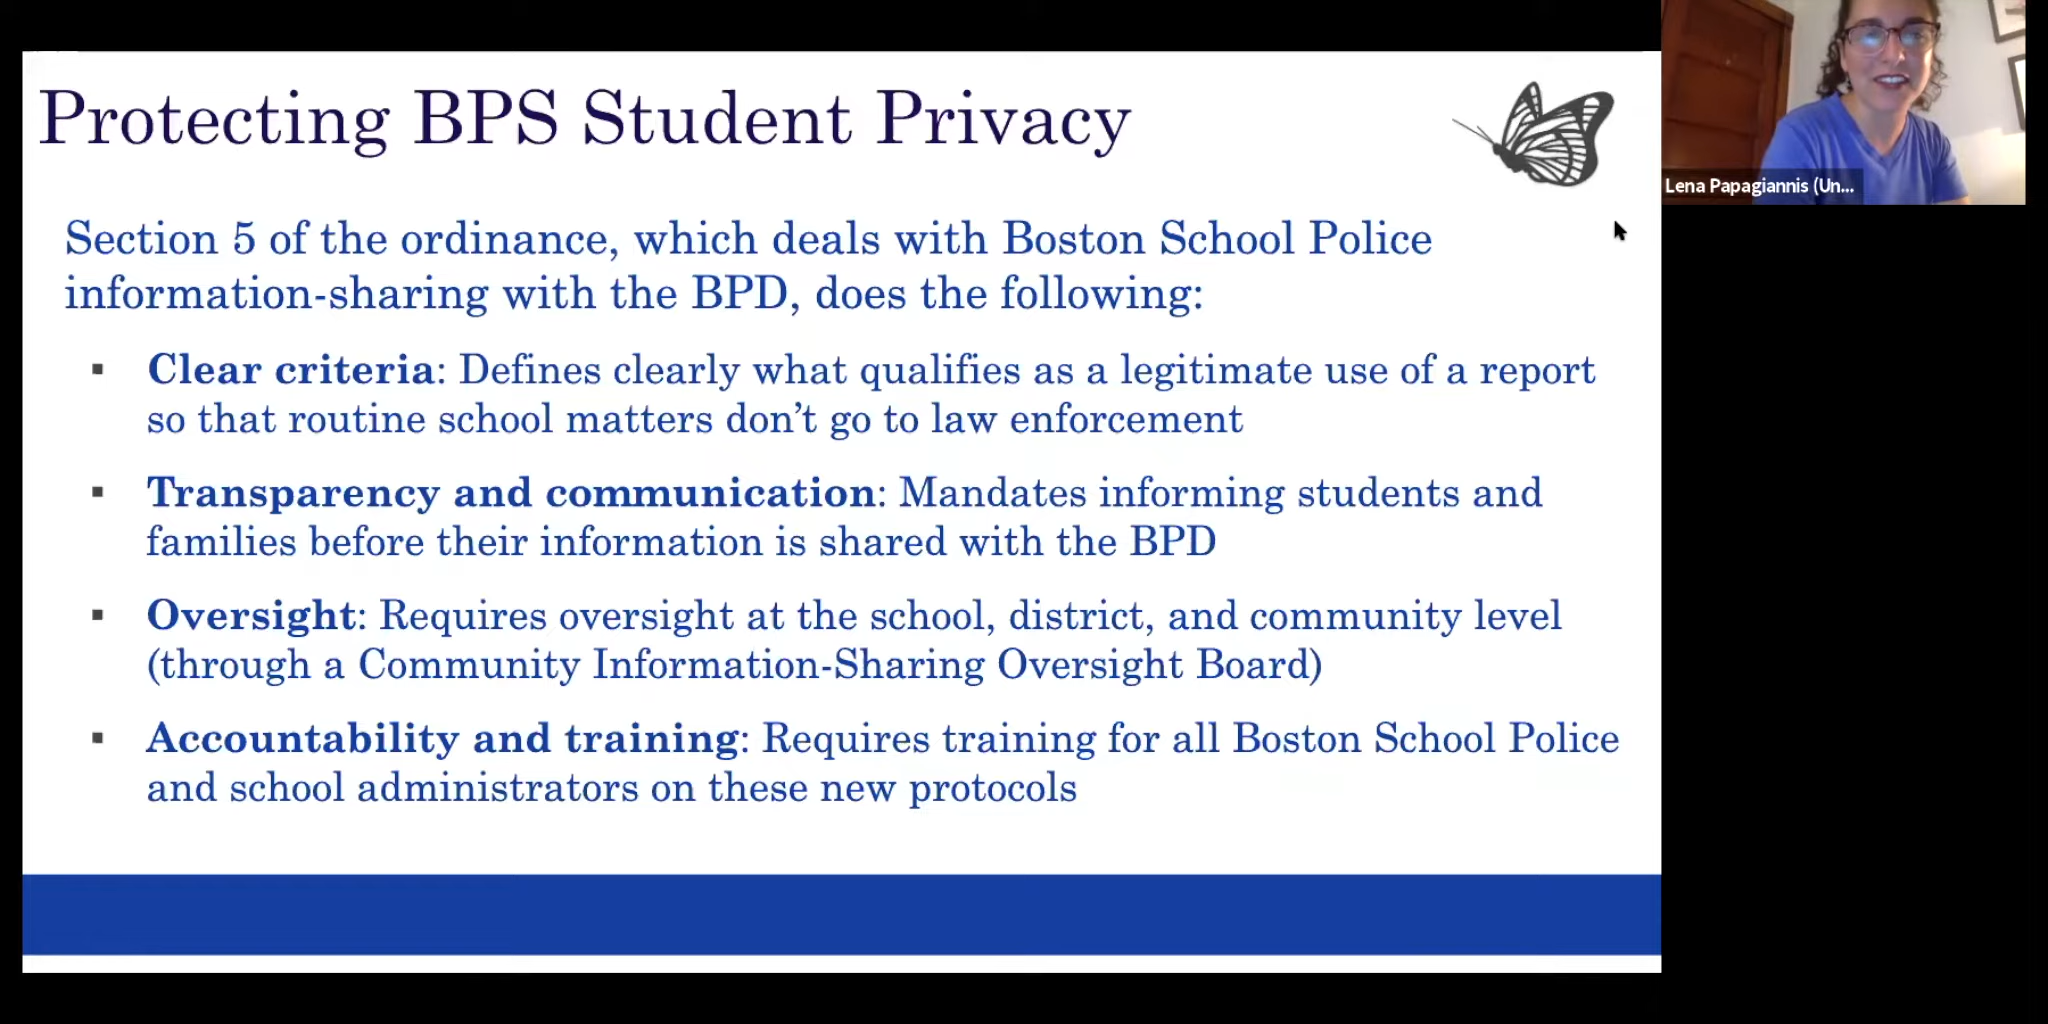 Protecting BPS Student Privacy
Lena Papagiannis (Un...
Section 5 of the ordinance, which deals with Boston School Police
information-sharing with the BPD, does the following:
▪ Clear criteria: Defines clearly what qualifies as a legitimate use of a report
so that routine school matters don’t go to law enforcement
▪ Transparency and communication: Mandates informing students and
families before their information is shared with the BPD
▪ Oversight: Requires oversight at the school, district, and community level
(through a Community Information-Sharing Oversight Board)
▪ Accountability and training: Requires training for all Boston School Police
and school administrators on these new protocols